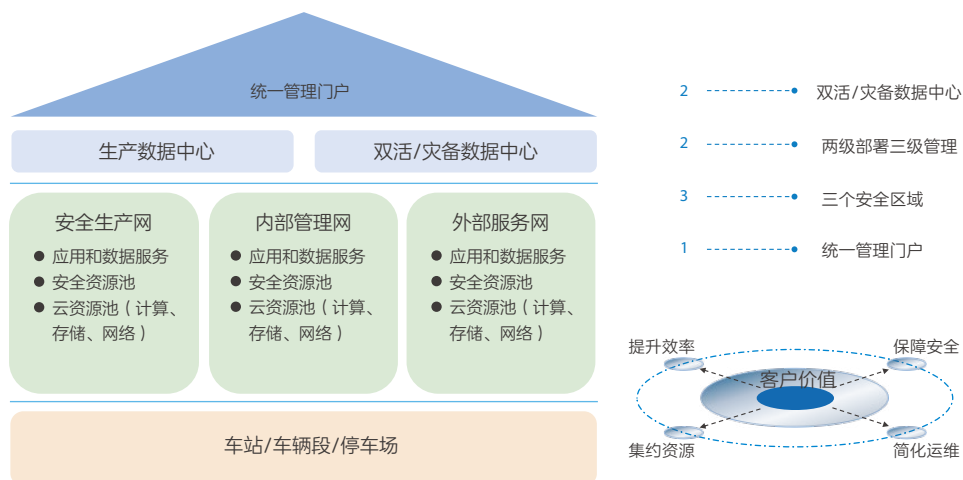 统一管理门户
生产数据中心
双活/灾备数据中心
安全生产网
● 应用和数据服务
● 安全资源池
● 云资源池（计算、
存储、网络）
内部管理网
● 应用和数据服务
● 安全资源池
● 云资源池（计算、
存储、网络）
外部服务网
● 应用和数据服务
● 安全资源池
● 云资源池（计算、
存储、网络）
车站/车辆段/停车场
2 双活/灾备数据中心
2 两级部署三级管理
3 三个安全区域
1 统一管理门户
提升效率
保障安全
客户价值
集约资源
简化运维